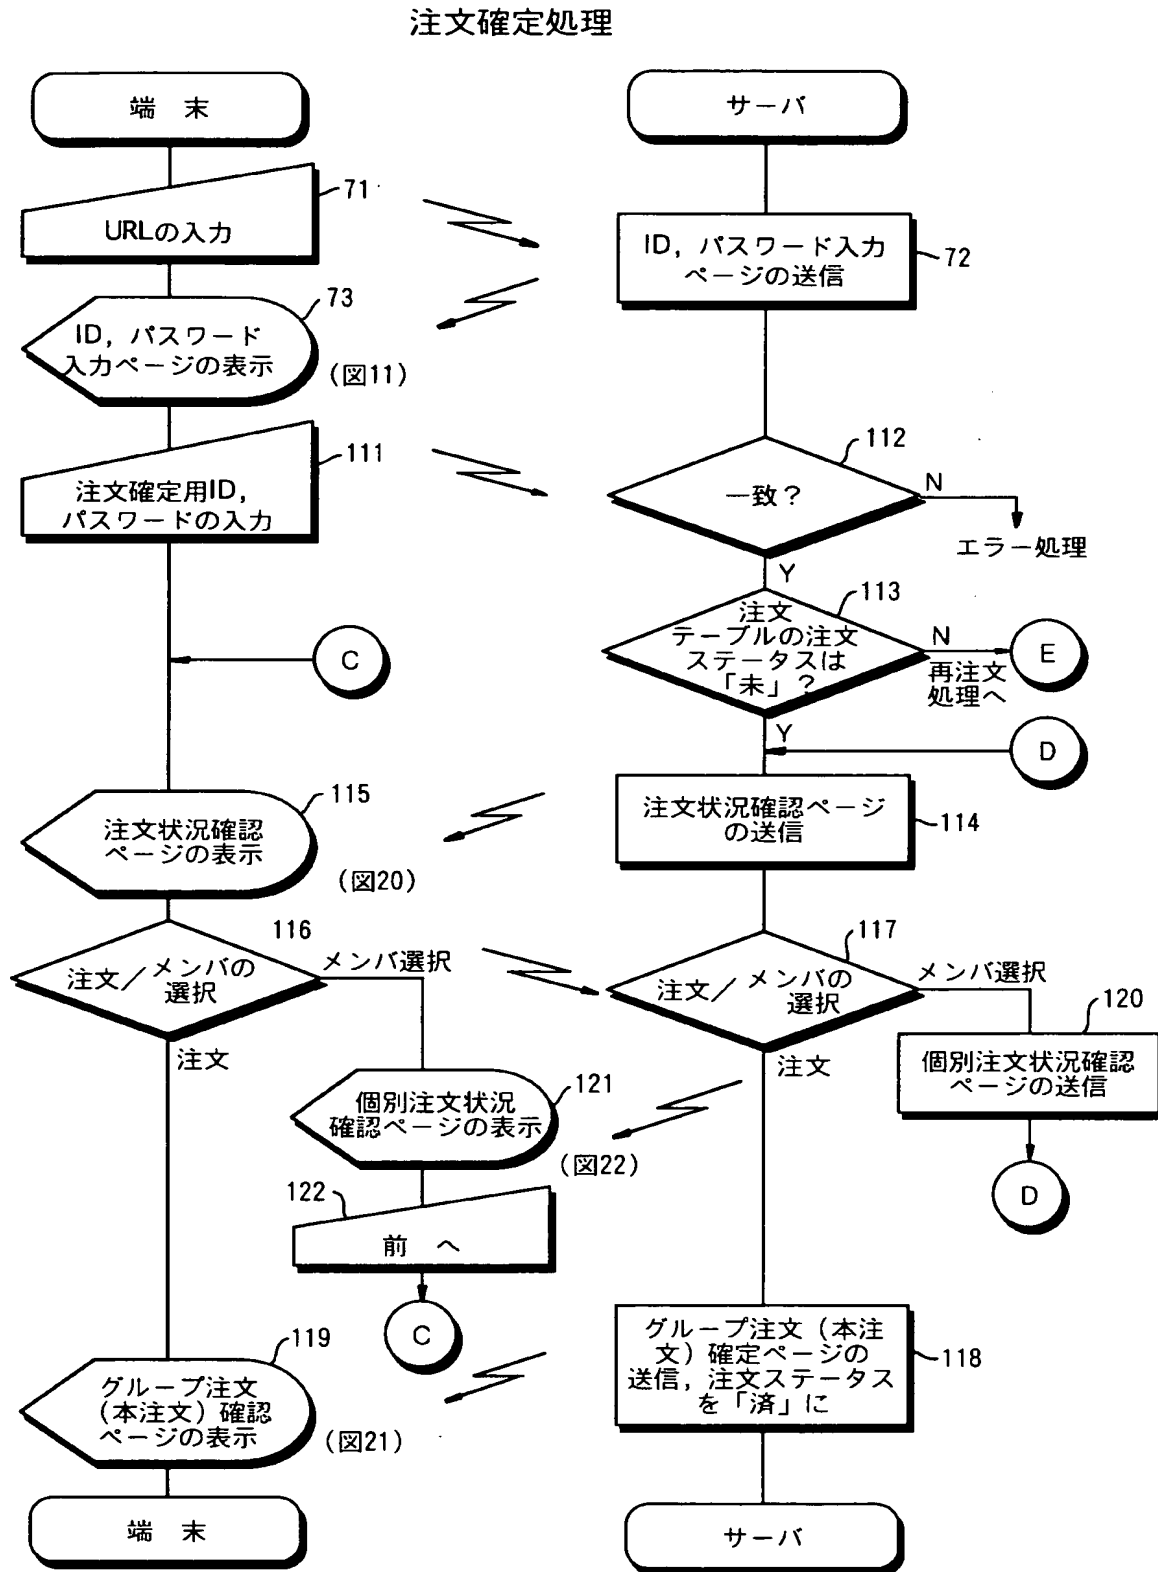 注文確定処理
端 末
サーバ
71
URLの入力
ID，パスワード入力
ページの送信
72
73
ID，パスワード
入力ページの表示
(図11)
111
注文確定用ID，
パスワードの入力
112
一致？
N
エラー処理
Y
113
注文
テーブルの注文
ステータスは
「未」？
N
E
再注文
処理へ
C
Y
D
115
注文状況確認
ページの表示
(図20)
注文状況確認ページ
の送信
114
116
注文／メンバの
選択
メンバ選択
注文
117
注文／メンバの
選択
メンバ選択
注文
120
個別注文状況確認
ページの送信
D
121
個別注文状況
確認ページの表示
(図22)
122
前 へ
C
グループ注文（本注
文）確定ページの
送信，注文ステータス
を「済」に
118
119
グループ注文
(本注文）確認
ページの表示
(図21)
端 末
サーバ